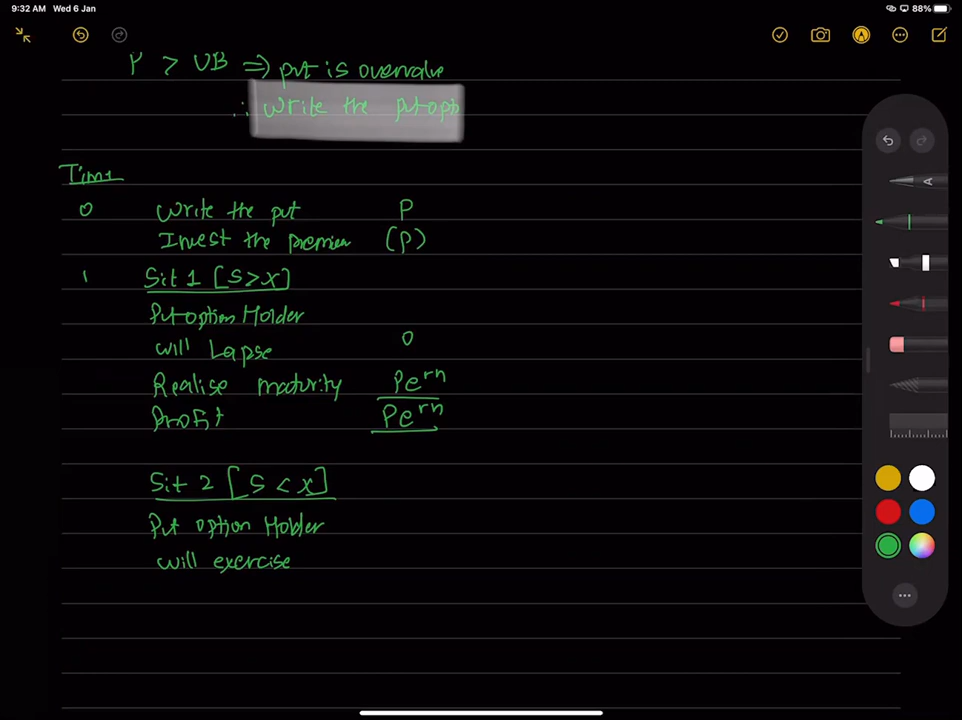 9:32 AM Wed 6 Jan 88%
P > UB ⇒ put is overvalue
∴ Write the put optn
Time
0 Write the put P
Invest the premium (P)
1 Sit 1 [S>X]
Put option Holder
will Lapse 0
Realise maturity Pe^rn
Profit Pe^rn
Sit 2 [S < X]
Put option Holder
will exercise
A